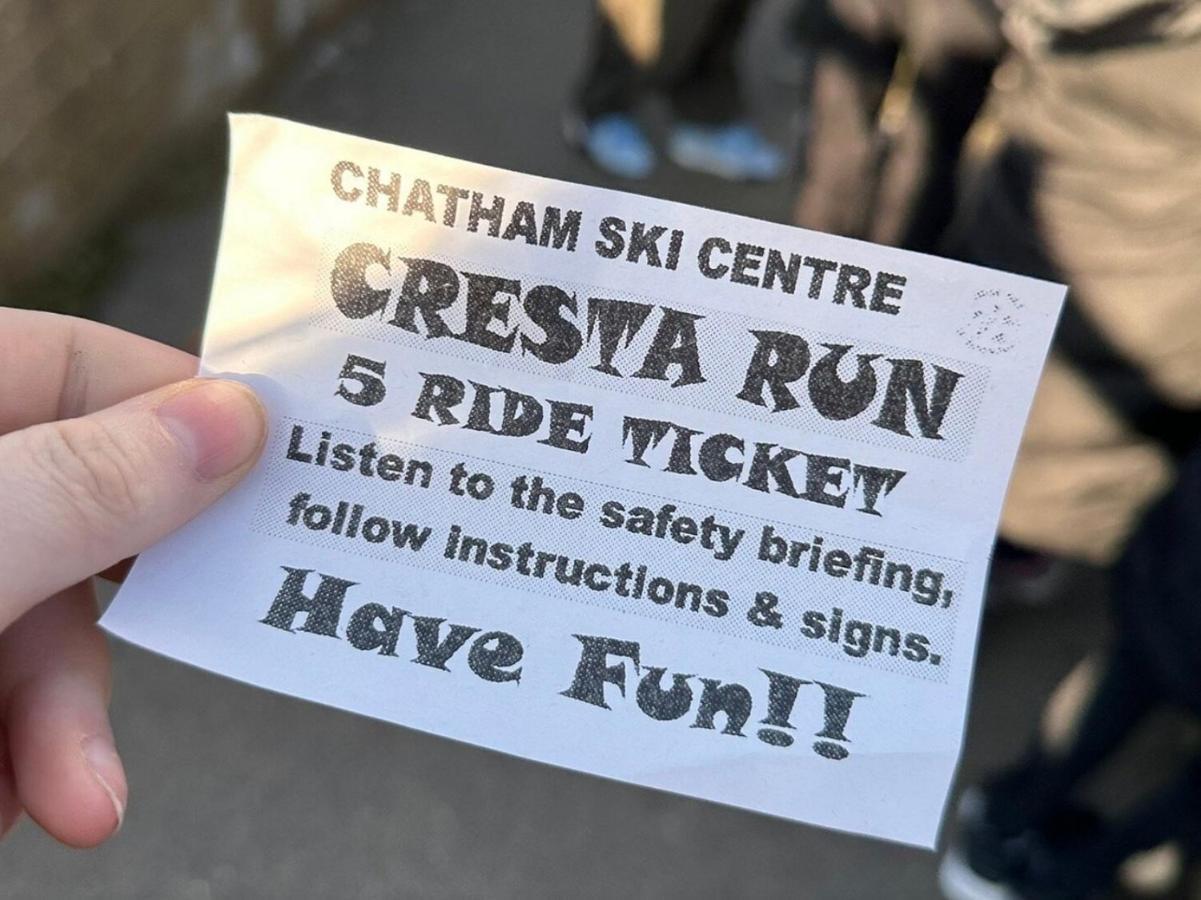 CHATHAM SKI CENTRE
CRESTA RUN
5 RIDE TICKET
Listen to the safety briefing,
follow instructions & signs.
Have Fun!!